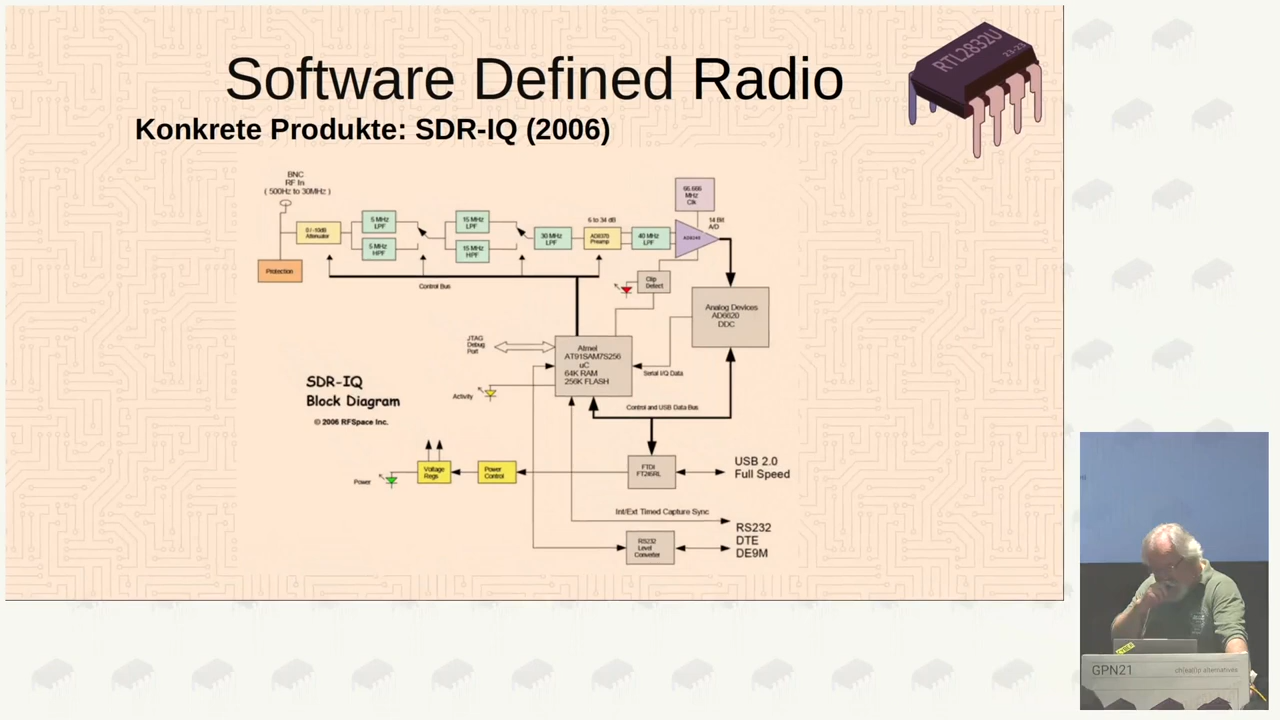 Software Defined Radio
Konkrete Produkte: SDR-IQ (2006)
RTL2832U
23-23
BNC
RF In
( 500Hz to 30MHz )
0 / -10dB
Attenuator
Protection
5 MHz
LPF
5 MHz
HPF
15 MHz
LPF
15 MHz
HPF
30 MHz
LPF
6 to 34 dB
AD8370
Preamp
40 MHz
LPF
66.666
MHz
Clk
14 Bit
A/D
Clip
Detect
Control Bus
Analog Devices
AD6620
DDC
JTAG
Debug
Port
Atmel
AT91SAM7S256
uC
64K RAM
256K FLASH
Serial I/Q Data
Activity
Control and USB Data Bus
SDR-IQ
Block Diagram
© 2006 RFSpace Inc.
Power
Voltage
Regs
Power
Control
FTDI
FT245RL
USB 2.0
Full Speed
Int/Ext Timed Capture Sync
RS232
Level
Converter
RS232
DTE
DE9M
GPN21